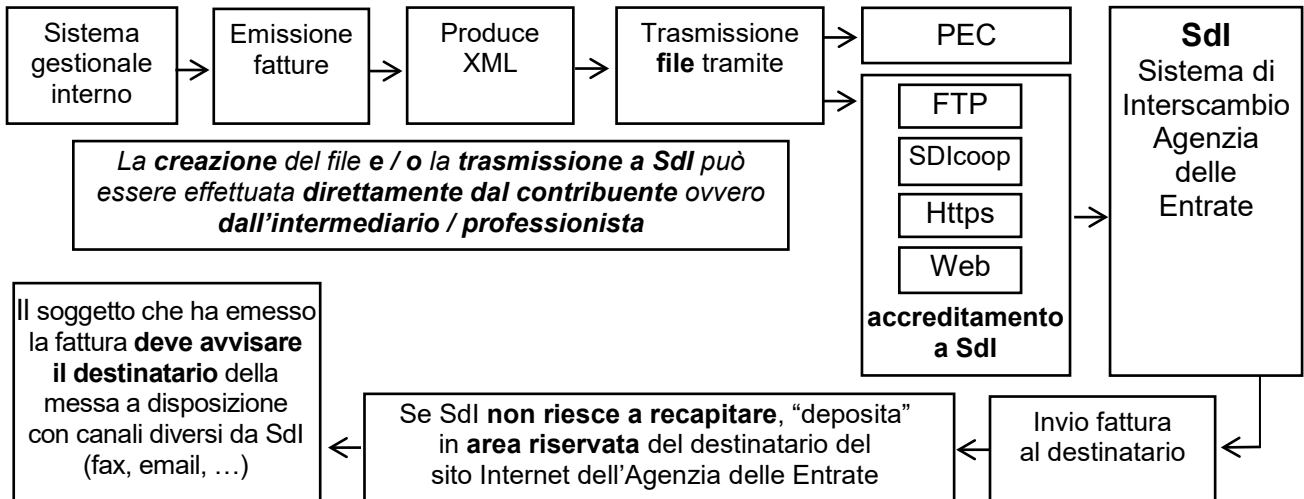 Sistema
gestionale
interno
Emissione
fatture
Produce
XML
Trasmissione
file tramite
PEC
FTP
SDIcoop
Https
Web
accreditamento
a SdI
SdI
Sistema di
Interscambio
Agenzia
delle
Entrate
La creazione del file e / o la trasmissione a SdI può
essere effettuata direttamente dal contribuente ovvero
dall’intermediario / professionista
Invio fattura
al destinatario
Se SdI non riesce a recapitare, “deposita”
in area riservata del destinatario del
sito Internet dell’Agenzia delle Entrate
Il soggetto che ha emesso
la fattura deve avvisare
il destinatario della
messa a disposizione
con canali diversi da SdI
(fax, email, …)